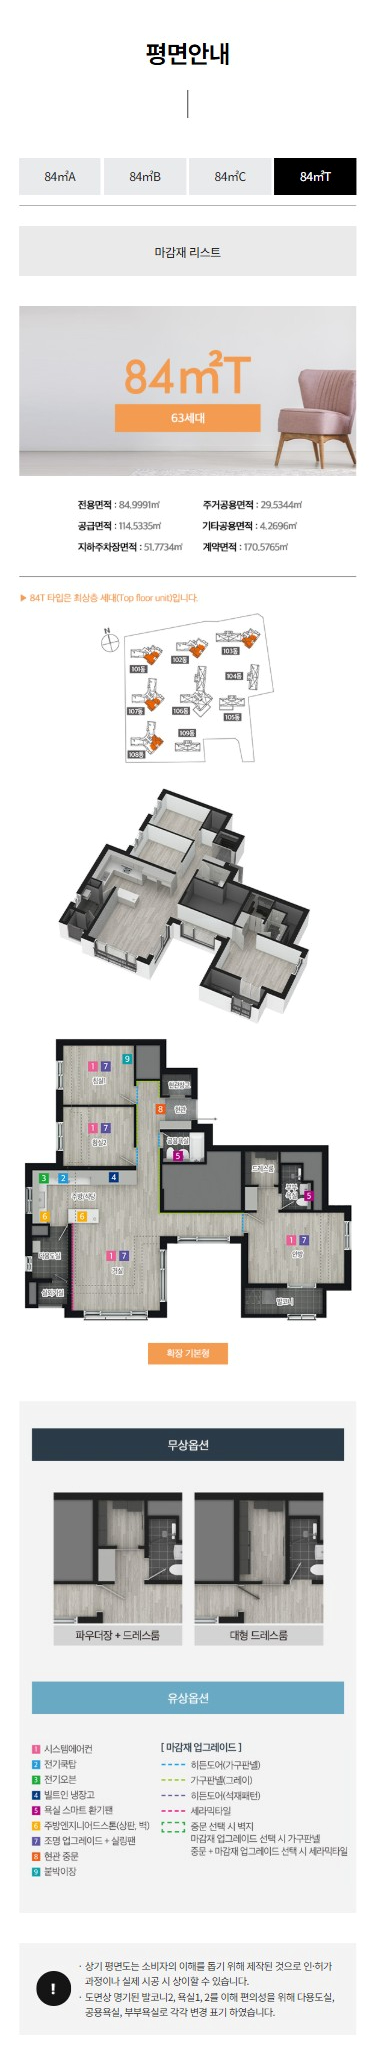 평면안내
84㎡A
84㎡B
84㎡C
84㎡T
마감재 리스트
84㎡T
63세대
전용면적 : 84.9991㎡
주거공용면적 : 29.5344㎡
공급면적 : 114.5335㎡
기타공용면적 : 4.2696㎡
지하주차장면적 : 51.7734㎡
계약면적 : 170.5765㎡
▶ 84T 타입은 최상층 세대(Top floor unit)입니다.
N
101동
102동
103동
104동
107동
106동
105동
108동
109동
1 7
9
침실1
현관창고
8
현관
1 7
침실2
공용욕실
5
드레스룸
부부욕실
5
3 2
4
주방/식당
6
6
1 7
거실
1 7
안방
다용도실
실외기실
발코니
확장 기본형
무상옵션
파우더장 + 드레스룸
대형 드레스룸
유상옵션
1 시스템에어컨
2 전기쿡탑
3 전기오븐
4 빌트인 냉장고
5 욕실 스마트 환기팬
6 주방엔지니어드스톤(상판, 벽)
7 조명 업그레이드 + 실링팬
8 현관 중문
9 붙박이장
[ 마감재 업그레이드 ]
히든도어(가구판넬)
가구판넬(그레이)
히든도어(석재패턴)
세라믹타일
중문 선택 시 벽지
마감재 업그레이드 선택 시 가구판넬
중문 + 마감재 업그레이드 선택 시 세라믹타일
!
· 상기 평면도는 소비자의 이해를 돕기 위해 제작된 것으로 인·허가
과정이나 실제 시공 시 상이할 수 있습니다.
· 도면상 명기된 발코니2, 욕실1, 2를 이해 편의성을 위해 다용도실,
공용욕실, 부부욕실로 각각 변경 표기 하였습니다.